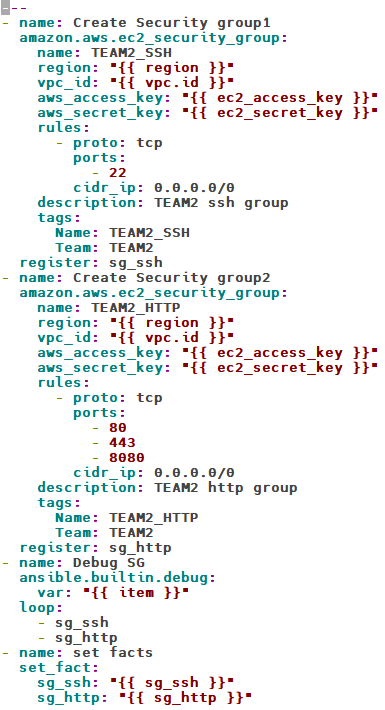 ---
- name: Create Security group1
  amazon.aws.ec2_security_group:
    name: TEAM2_SSH
    region: "{{ region }}"
    vpc_id: "{{ vpc.id }}"
    aws_access_key: "{{ ec2_access_key }}"
    aws_secret_key: "{{ ec2_secret_key }}"
    rules:
      - proto: tcp
        ports:
          - 22
        cidr_ip: 0.0.0.0/0
    description: TEAM2 ssh group
    tags:
      Name: TEAM2_SSH
      Team: TEAM2
  register: sg_ssh
- name: Create Security group2
  amazon.aws.ec2_security_group:
    name: TEAM2_HTTP
    region: "{{ region }}"
    vpc_id: "{{ vpc.id }}"
    aws_access_key: "{{ ec2_access_key }}"
    aws_secret_key: "{{ ec2_secret_key }}"
    rules:
      - proto: tcp
        ports:
          - 80
          - 443
          - 8080
        cidr_ip: 0.0.0.0/0
    description: TEAM2 http group
    tags:
      Name: TEAM2_HTTP
      Team: TEAM2
  register: sg_http
- name: Debug SG
  ansible.builtin.debug:
    var: "{{ item }}"
  loop:
    - sg_ssh
    - sg_http
- name: set facts
  set_fact:
    sg_ssh: "{{ sg_ssh }}"
    sg_http: "{{ sg_http }}"